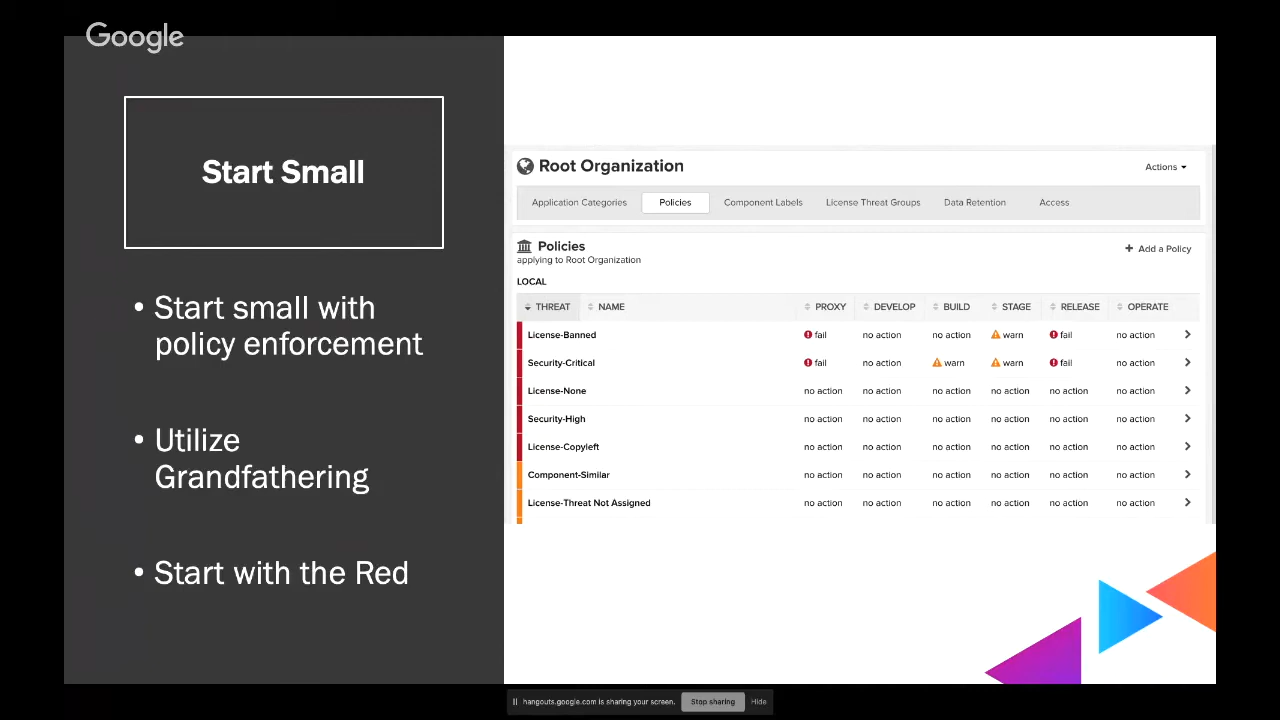 Google
Start Small
• Start small with
policy enforcement
• Utilize
Grandfathering
• Start with the Red
Root Organization
Actions
Application Categories Policies Component Labels License Threat Groups Data Retention Access
Policies
applying to Root Organization
+ Add a Policy
LOCAL
THREAT NAME PROXY DEVELOP BUILD STAGE RELEASE OPERATE
License-Banned fail no action no action warn fail no action
Security-Critical fail no action warn warn fail no action
License-None no action no action no action no action no action no action
Security-High no action no action no action no action no action no action
License-Copyleft no action no action no action no action no action no action
Component-Similar no action no action no action no action no action no action
License-Threat Not Assigned no action no action no action no action no action no action
hangouts.google.com is sharing your screen. Stop sharing Hide